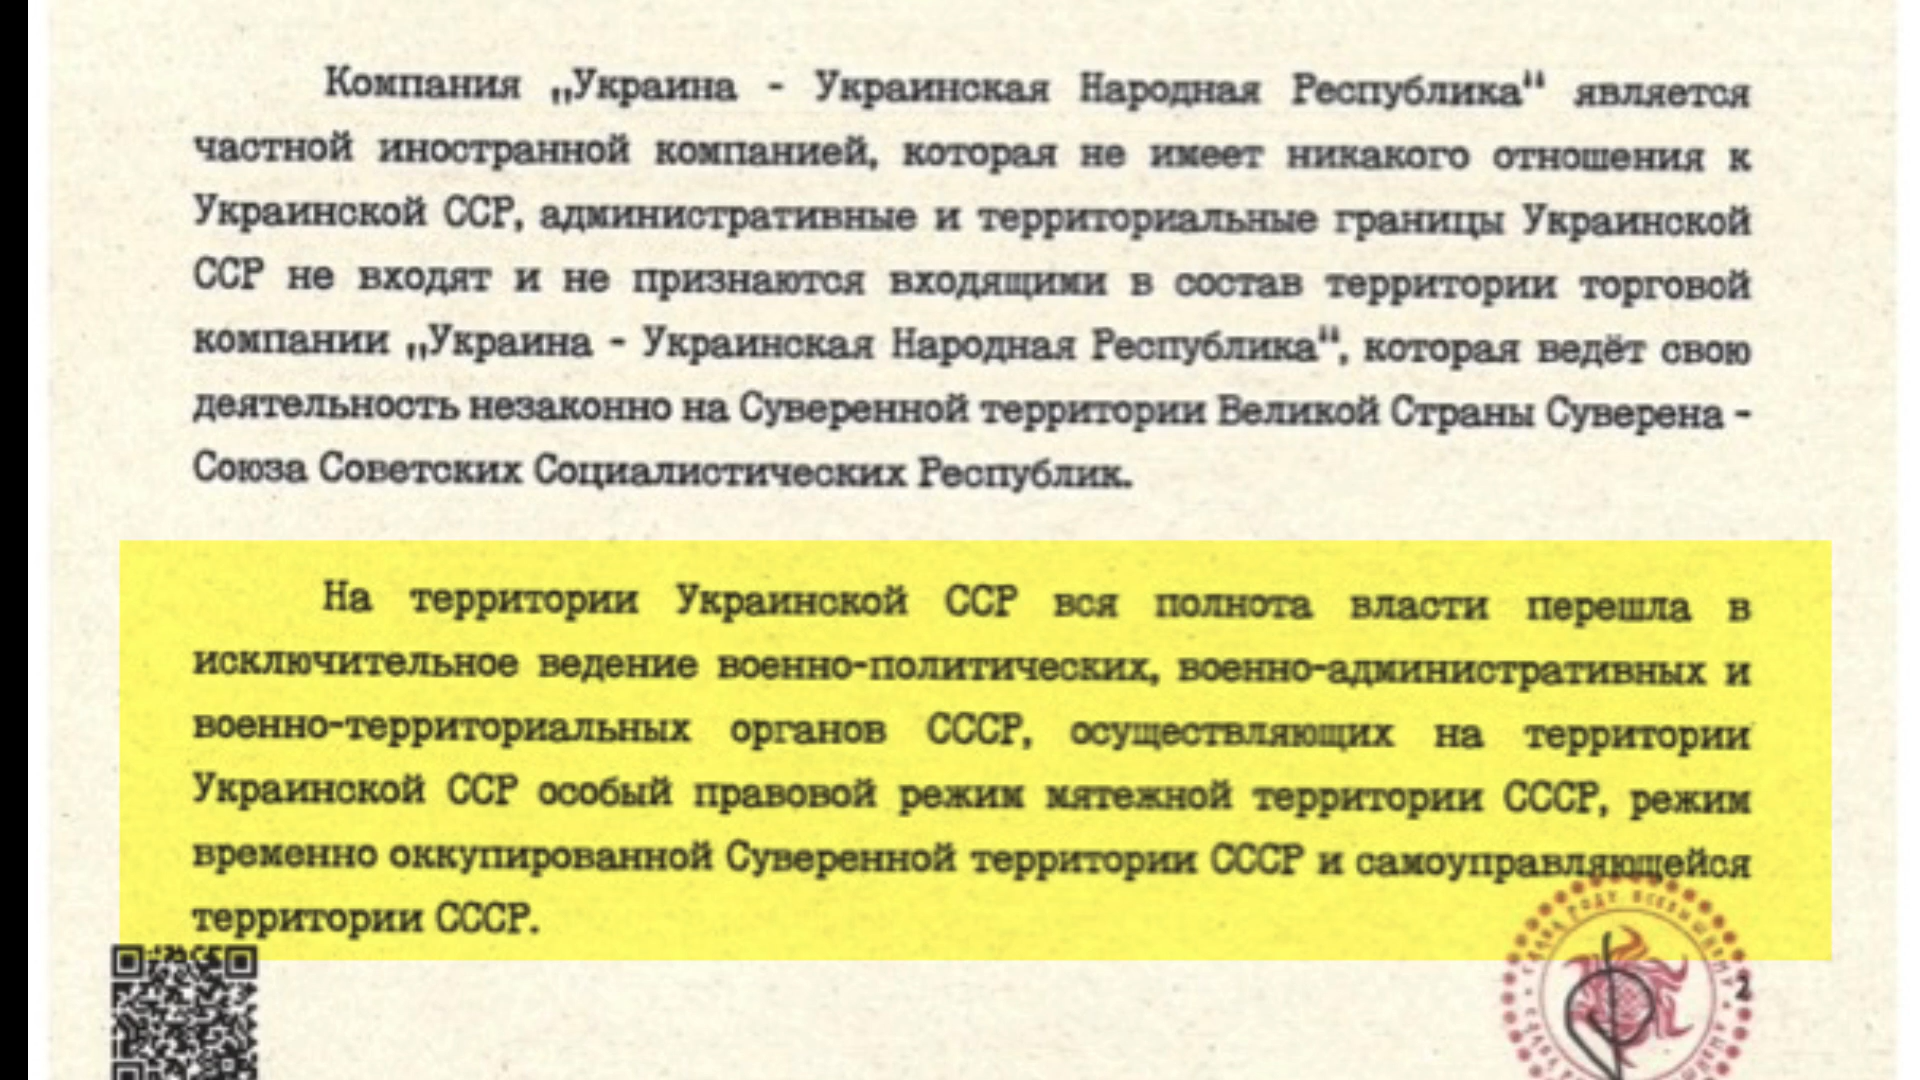 Компания „Украина - Украинская Народная Республика“ является
частной иностранной компанией, которая не имеет никакого отношения к
Украинской ССР, административные и территориальные границы Украинской
ССР не входят и не признаются входящими в состав территории торговой
компании „Украина - Украинская Народная Республика“, которая ведёт свою
деятельность незаконно на Суверенной территории Великой Страны Суверена -
Союза Советских Социалистических Республик.
На территории Украинской ССР вся полнота власти перешла в
исключительное ведение военно-политических, военно-административных и
военно-территориальных органов СССР, осуществляющих на территории
Украинской ССР особый правовой режим мятежной территории СССР, режим
временно оккупированной Суверенной территории СССР и самоуправляющейся
территории СССР.
2